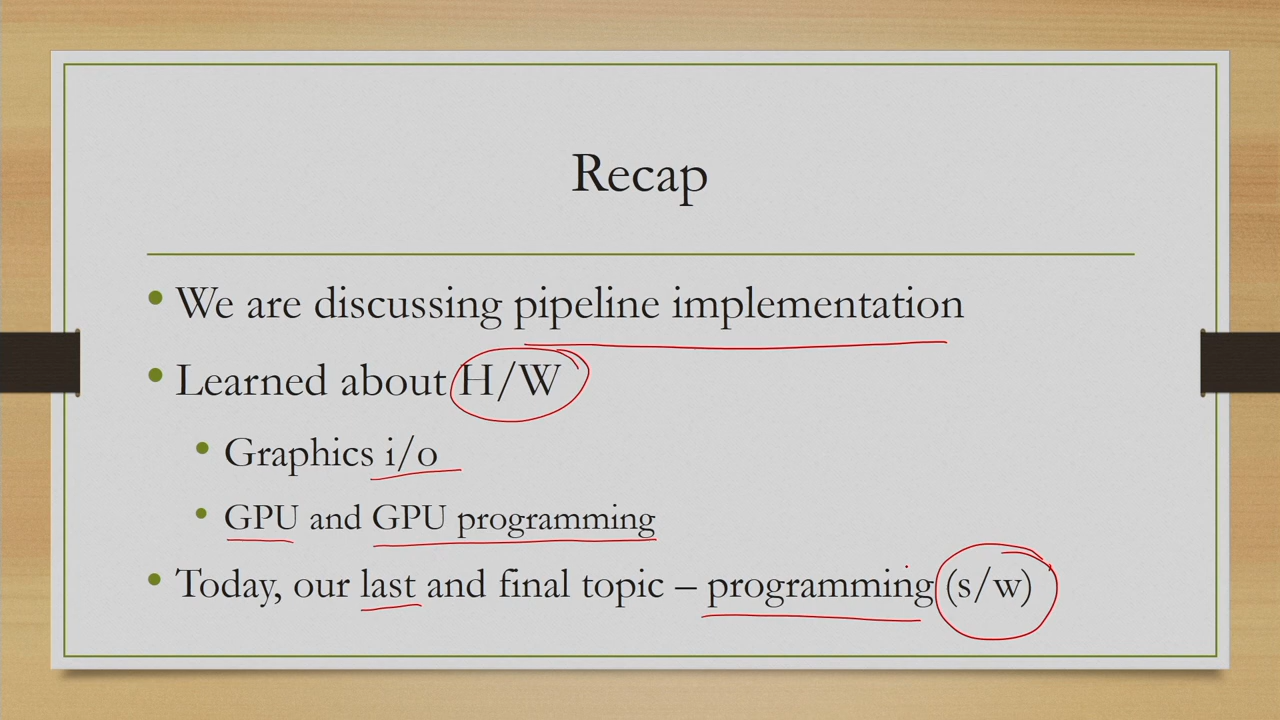 Recap
• We are discussing pipeline implementation
• Learned about H/W
• Graphics i/o
• GPU and GPU programming
• Today, our last and final topic – programming (s/w)